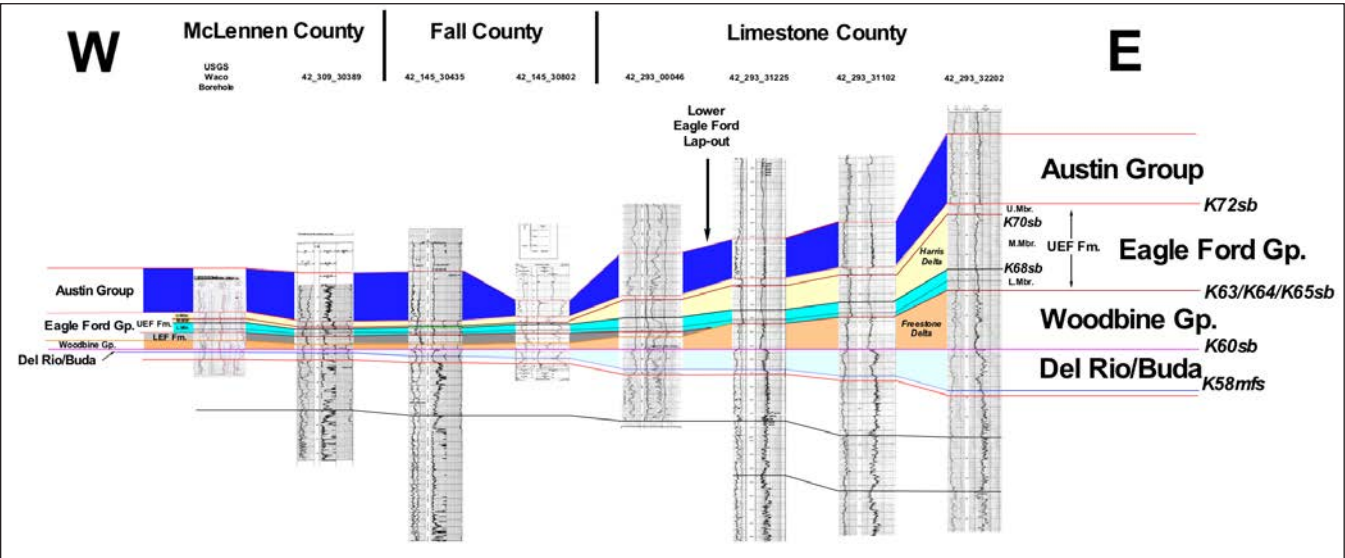 W
McLennen County
Fall County
Limestone County
E
USGS
Waco
Borehole
42_309_30389
42_145_30435
42_145_30802
42_293_00046
42_293_31225
42_293_31102
42_293_32202
Lower
Eagle Ford
Lap-out
Austin Group
K72sb
U.Mbr.
K70sb
M.Mbr.
UEF Fm.
Eagle Ford Gp.
Harris
Delta
K68sb
L.Mbr.
K63/K64/K65sb
Woodbine Gp.
Freestone
Delta
K60sb
Del Rio/Buda
K58mfs
Austin Group
Eagle Ford Gp.
UEF Fm.
LEF Fm.
Woodbine Gp.
Del Rio/Buda